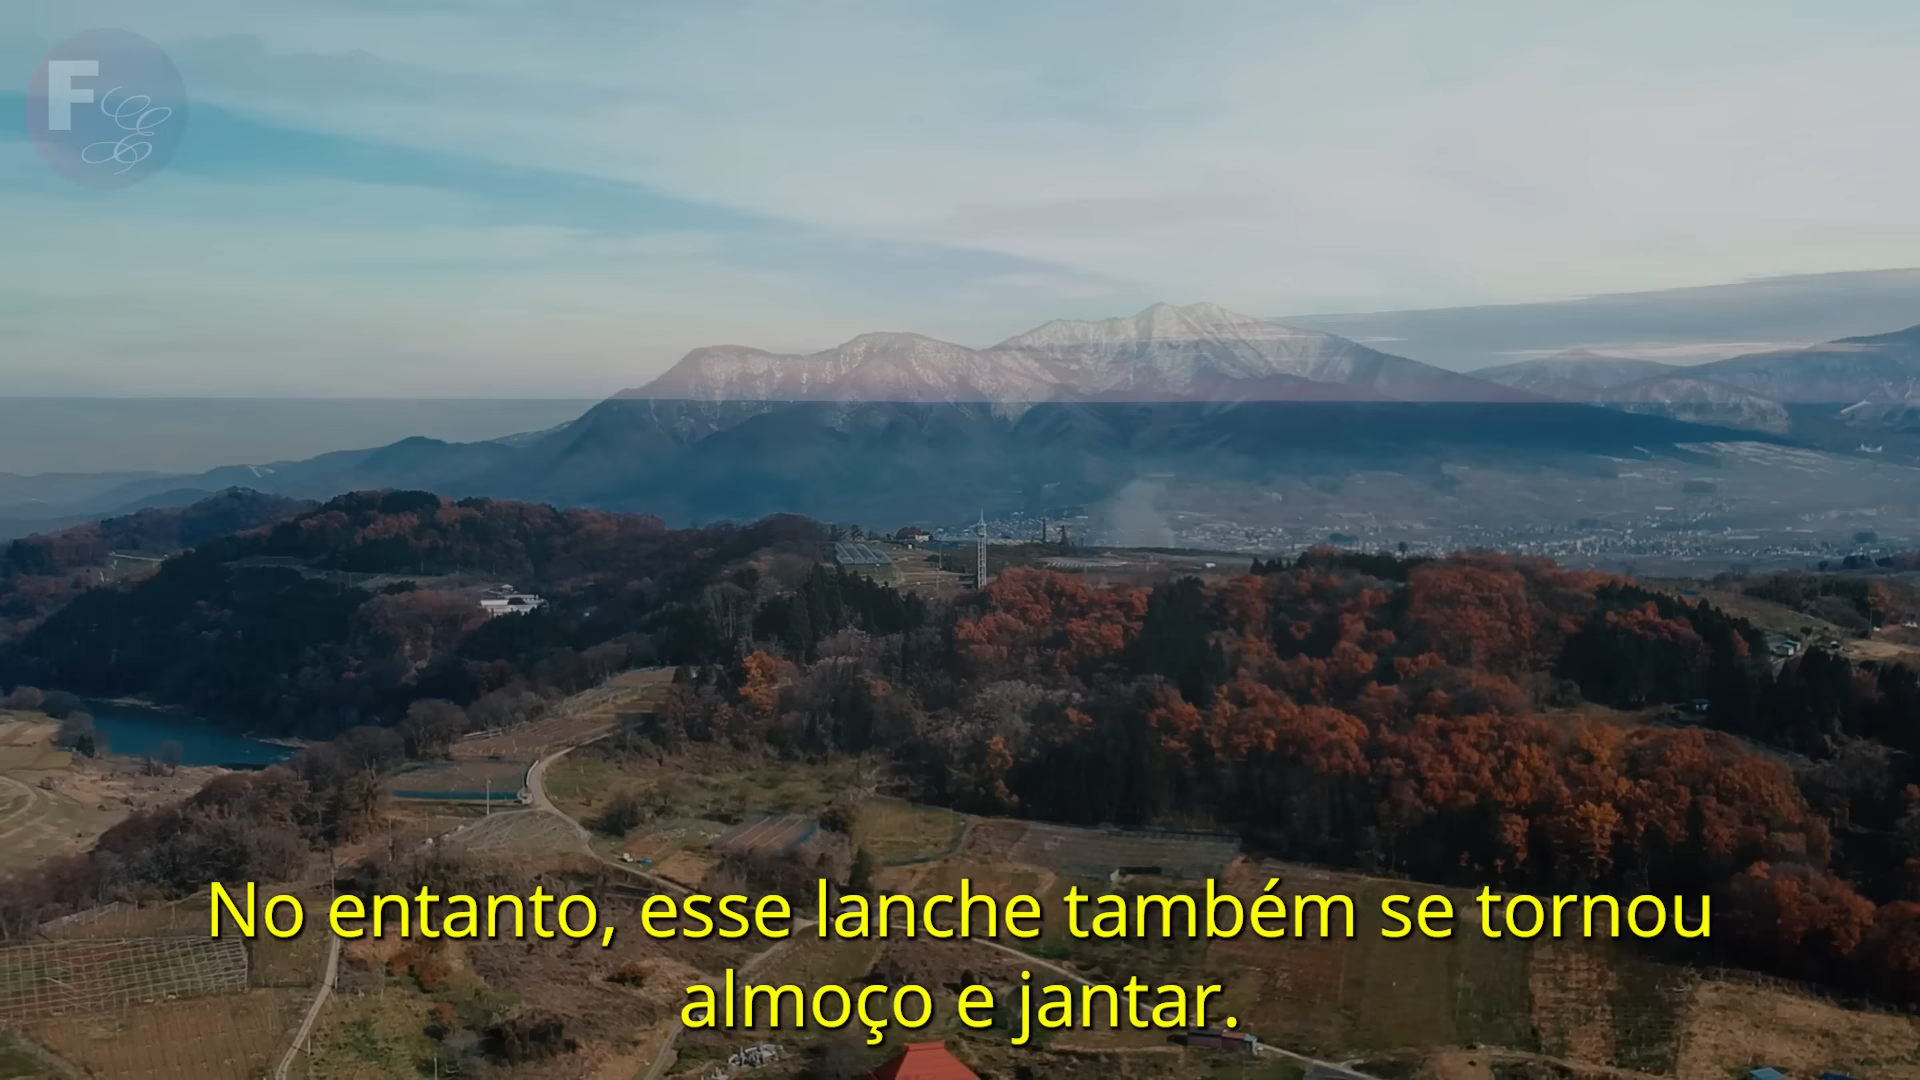 F
No entanto, esse lanche também se tornou
almoço e jantar.